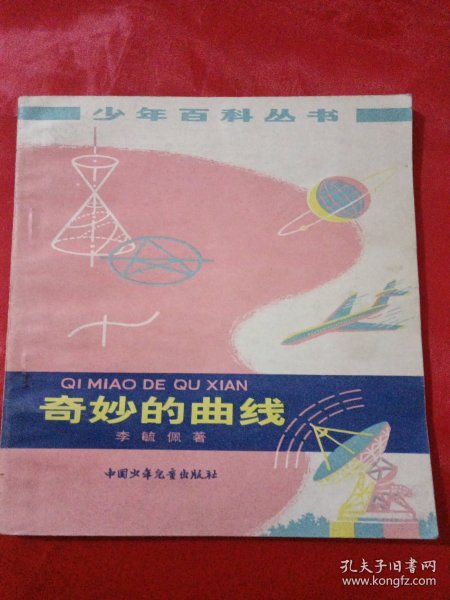 少年百科丛书
QI MIAO DE QU XIAN
奇妙的曲线
李毓佩著
中国少年儿童出版社
孔夫子旧书网
www.kongfz.com